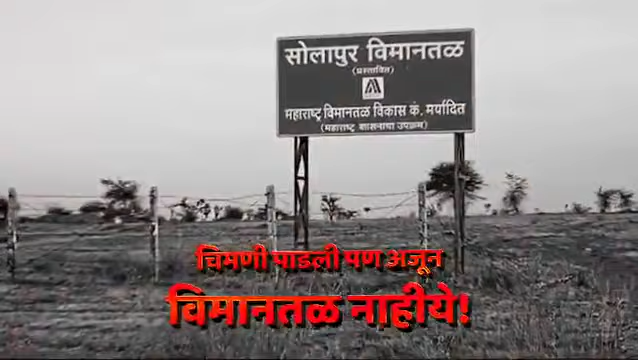 सोलापूर विमानतळ
(प्रस्तावित)
महाराष्ट्र विमानतळ विकास कं. मर्यादित
(महाराष्ट्र शासनाचा उपक्रम)
चिमणी पाडली पण अजून
विमानतळ नाहीये!